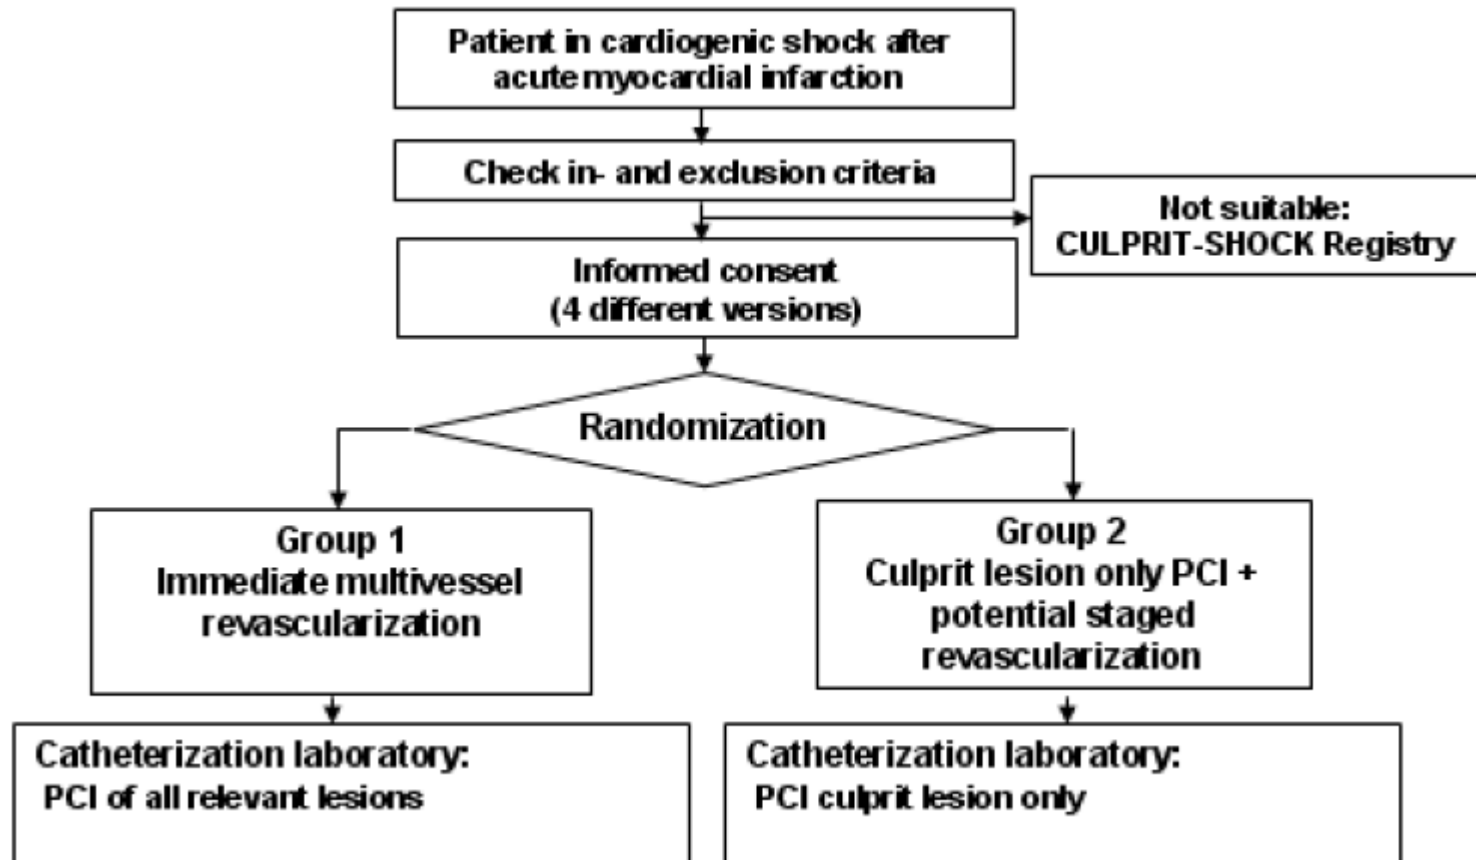 Patient in cardiogenic shock after
acute myocardial infarction
Check in- and exclusion criteria
Not suitable:
CULPRIT-SHOCK Registry
Informed consent
(4 different versions)
Randomization
Group 1
Immediate multivessel
revascularization
Group 2
Culprit lesion only PCI +
potential staged
revascularization
Catheterization laboratory:
PCI of all relevant lesions
Catheterization laboratory:
PCI culprit lesion only